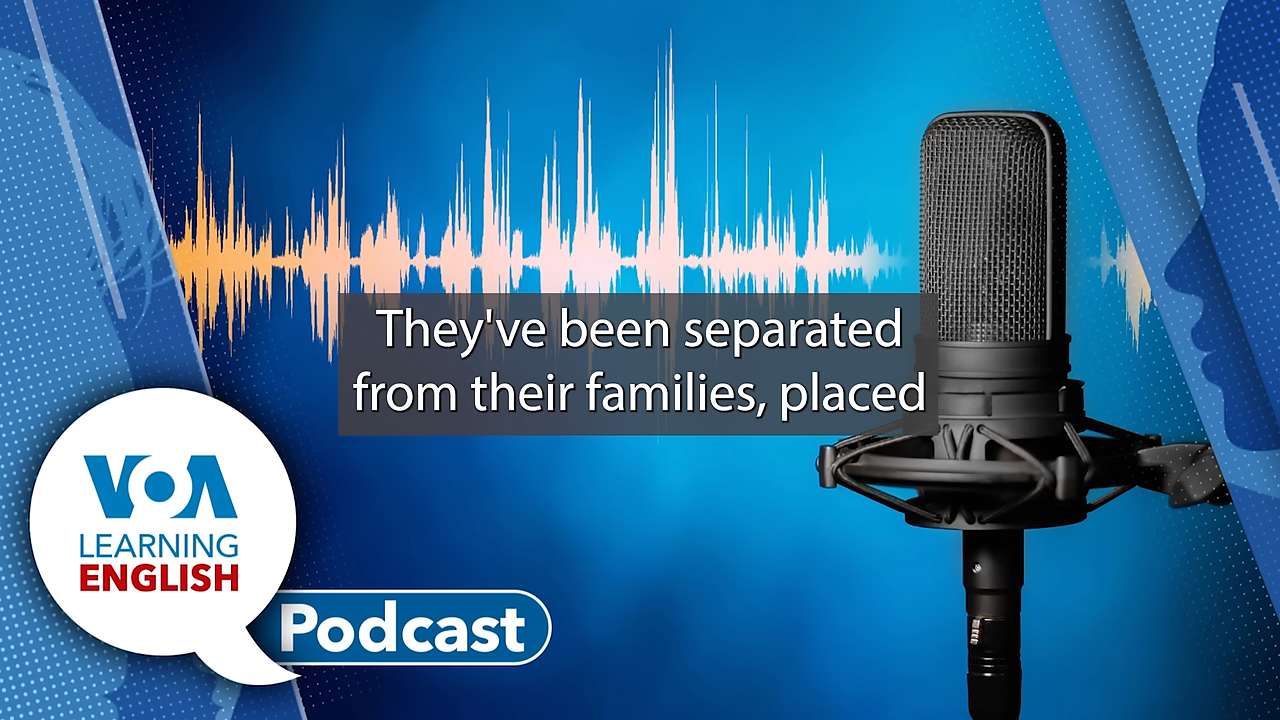 They've been separated
from their families, placed
VOA
LEARNING
ENGLISH
Podcast